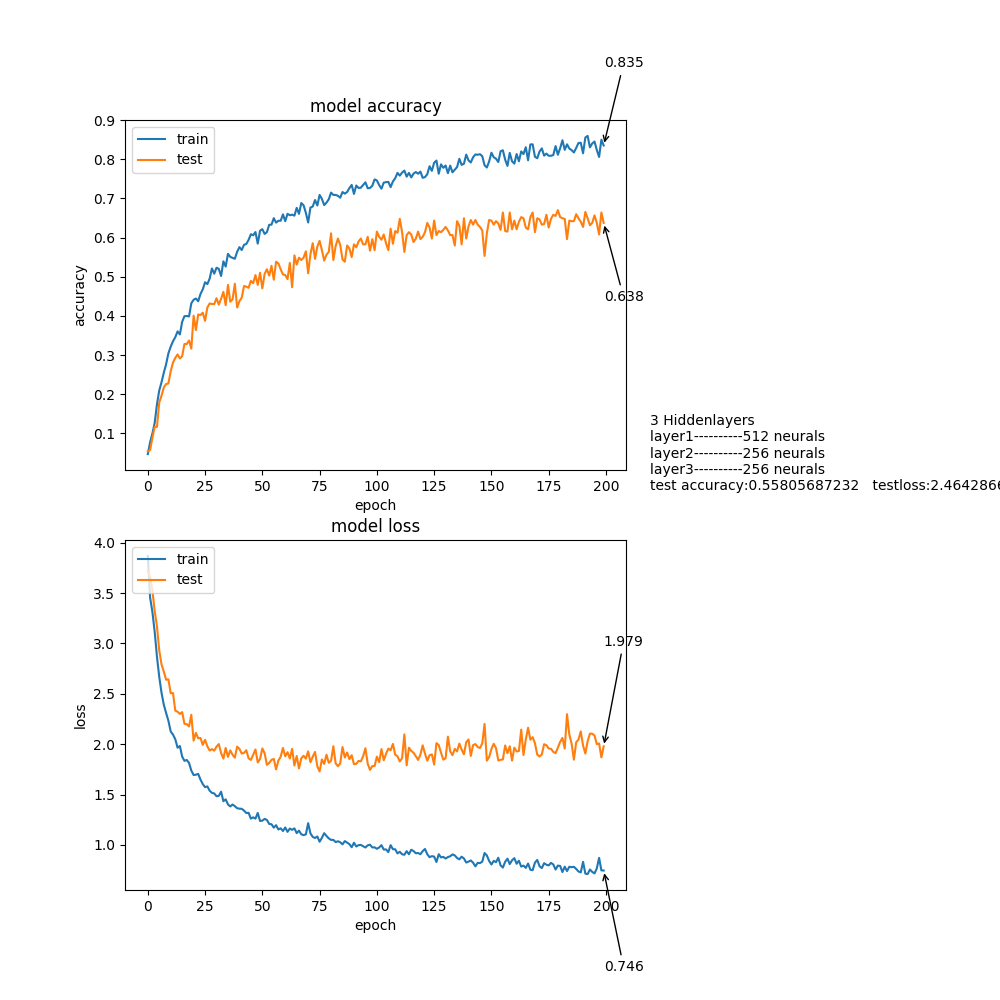 0.835
model accuracy
train
test
0.9
0.8
0.7
0.6
0.5
0.4
0.3
0.2
0.1
accuracy
0.638
0 25 50 75 100 125 150 175 200
epoch
3 Hiddenlayers
layer1----------512 neurals
layer2----------256 neurals
layer3----------256 neurals
test accuracy:0.55805687232 testloss:2.4642866
model loss
train
test
4.0
3.5
3.0
2.5
2.0
1.5
1.0
loss
1.979
0 25 50 75 100 125 150 175 200
epoch
0.746